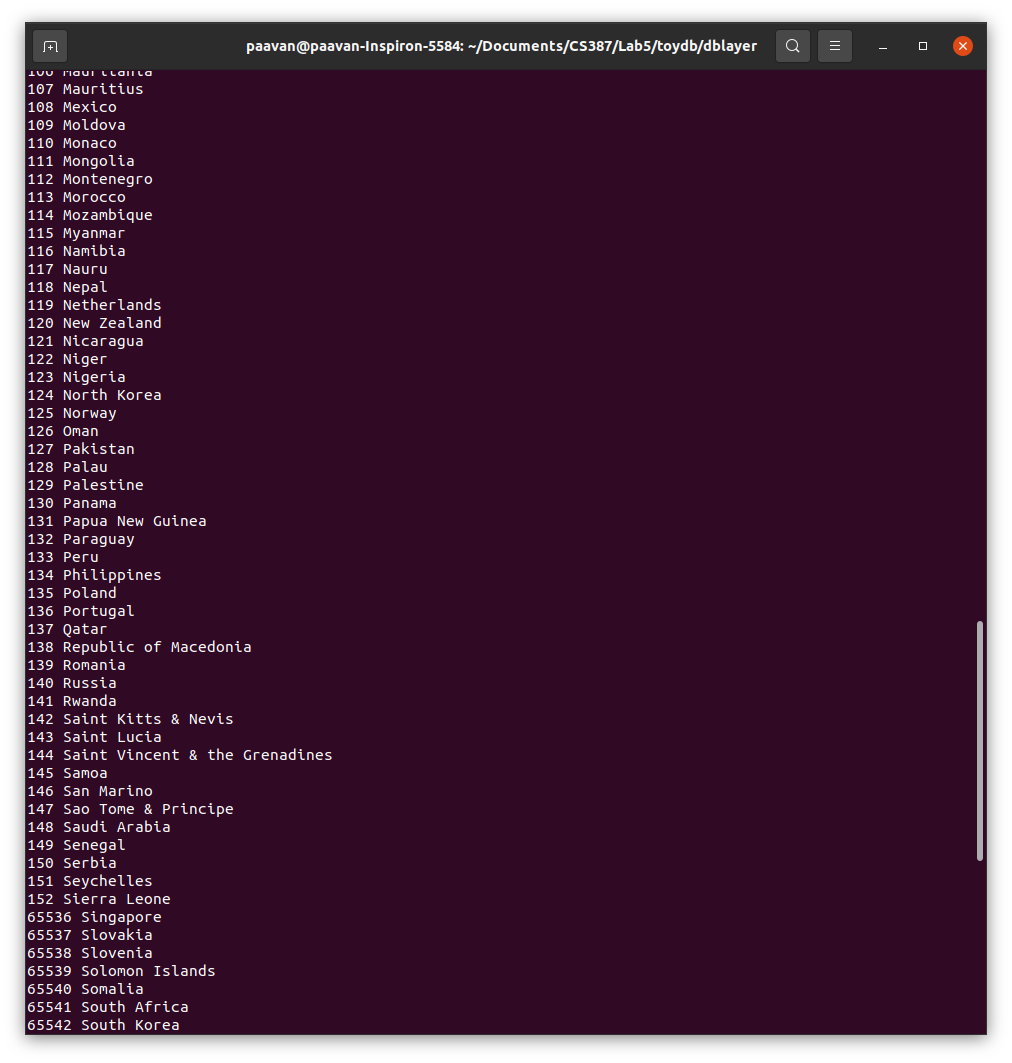 paavan@paavan-Inspiron-5584: ~/Documents/CS387/Lab5/toydb/dblayer
106 Mauritania
107 Mauritius
108 Mexico
109 Moldova
110 Monaco
111 Mongolia
112 Montenegro
113 Morocco
114 Mozambique
115 Myanmar
116 Namibia
117 Nauru
118 Nepal
119 Netherlands
120 New Zealand
121 Nicaragua
122 Niger
123 Nigeria
124 North Korea
125 Norway
126 Oman
127 Pakistan
128 Palau
129 Palestine
130 Panama
131 Papua New Guinea
132 Paraguay
133 Peru
134 Philippines
135 Poland
136 Portugal
137 Qatar
138 Republic of Macedonia
139 Romania
140 Russia
141 Rwanda
142 Saint Kitts & Nevis
143 Saint Lucia
144 Saint Vincent & the Grenadines
145 Samoa
146 San Marino
147 Sao Tome & Principe
148 Saudi Arabia
149 Senegal
150 Serbia
151 Seychelles
152 Sierra Leone
65536 Singapore
65537 Slovakia
65538 Slovenia
65539 Solomon Islands
65540 Somalia
65541 South Africa
65542 South Korea